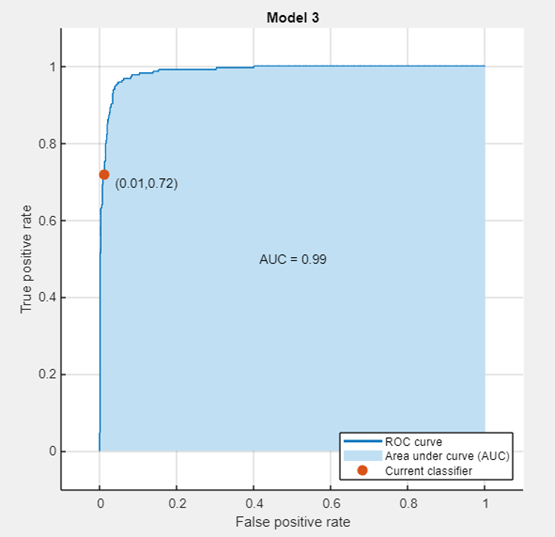 Model 3
1
0.8
0.6
0.4
0.2
0
True positive rate
(0.01,0.72)
AUC = 0.99
ROC curve
Area under curve (AUC)
Current classifier
0
0.2
0.4
0.6
0.8
1
False positive rate